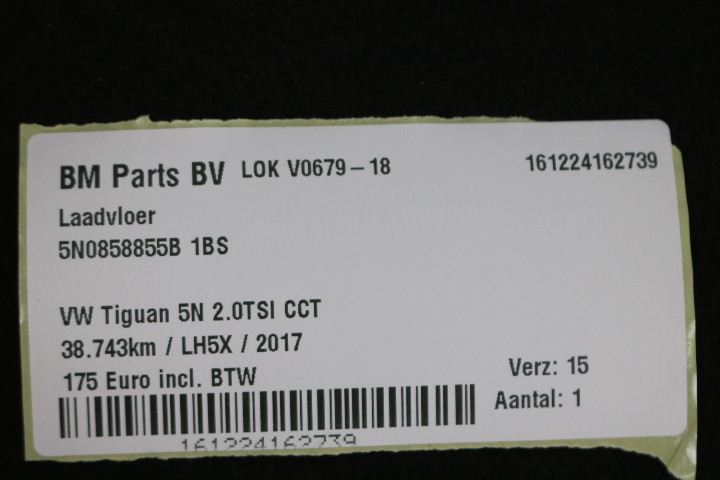 BM Parts BV LOK V0679-18 161224162739
Laadvloer
5N0858855B 1BS
VW Tiguan 5N 2.0TSI CCT
38.743km / LH5X / 2017
175 Euro incl. BTW
Verz: 15
Aantal: 1
161224162739